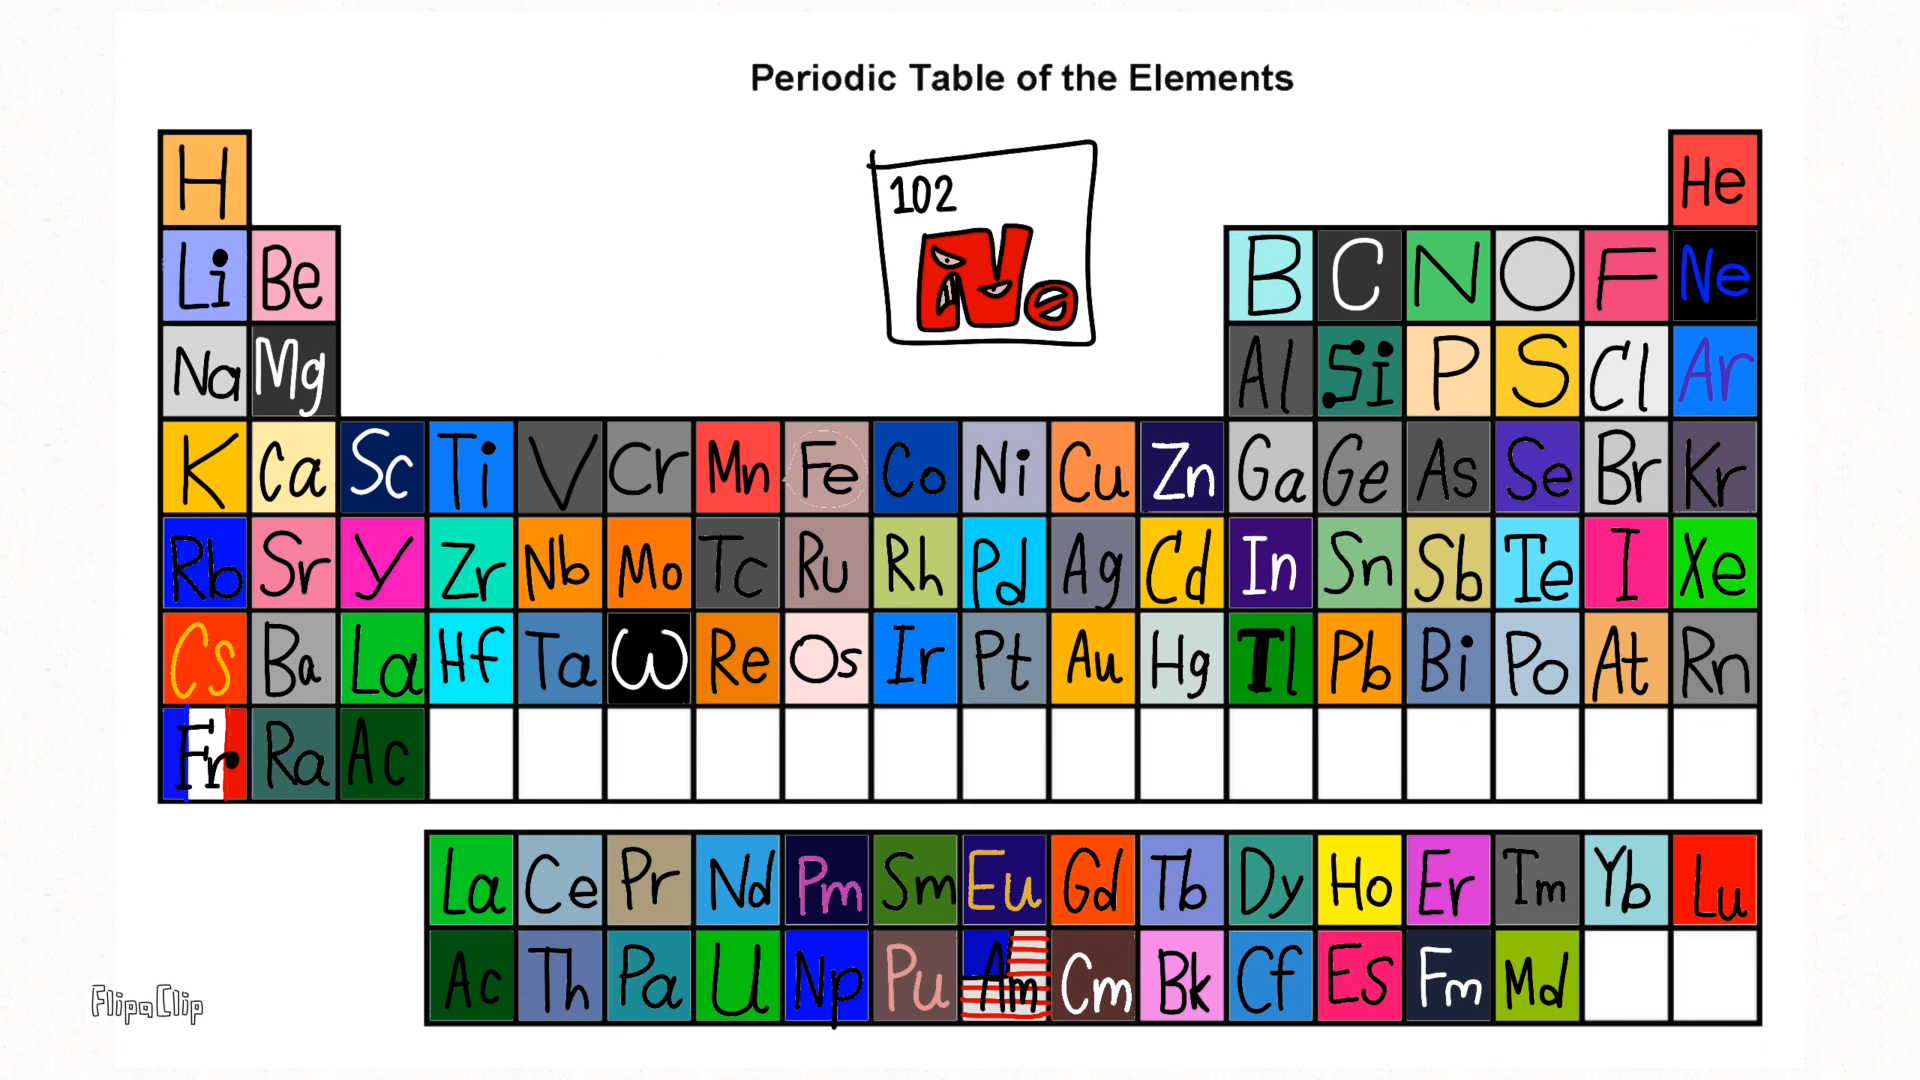 Periodic Table of the Elements
H He
102
No
Li Be B C N O F Ne
Na Mg Al Si P S Cl Ar
K Ca Sc Ti V Cr Mn Fe Co Ni Cu Zn Ga Ge As Se Br Kr
Rb Sr Y Zr Nb Mo Tc Ru Rh Pd Ag Cd In Sn Sb Te I Xe
Cs Ba La Hf Ta W Re Os Ir Pt Au Hg Tl Pb Bi Po At Rn
Fr Ra Ac
La Ce Pr Nd Pm Sm Eu Gd Tb Dy Ho Er Tm Yb Lu
Ac Th Pa U Np Pu Am Cm Bk Cf Es Fm Md
FlipaClip